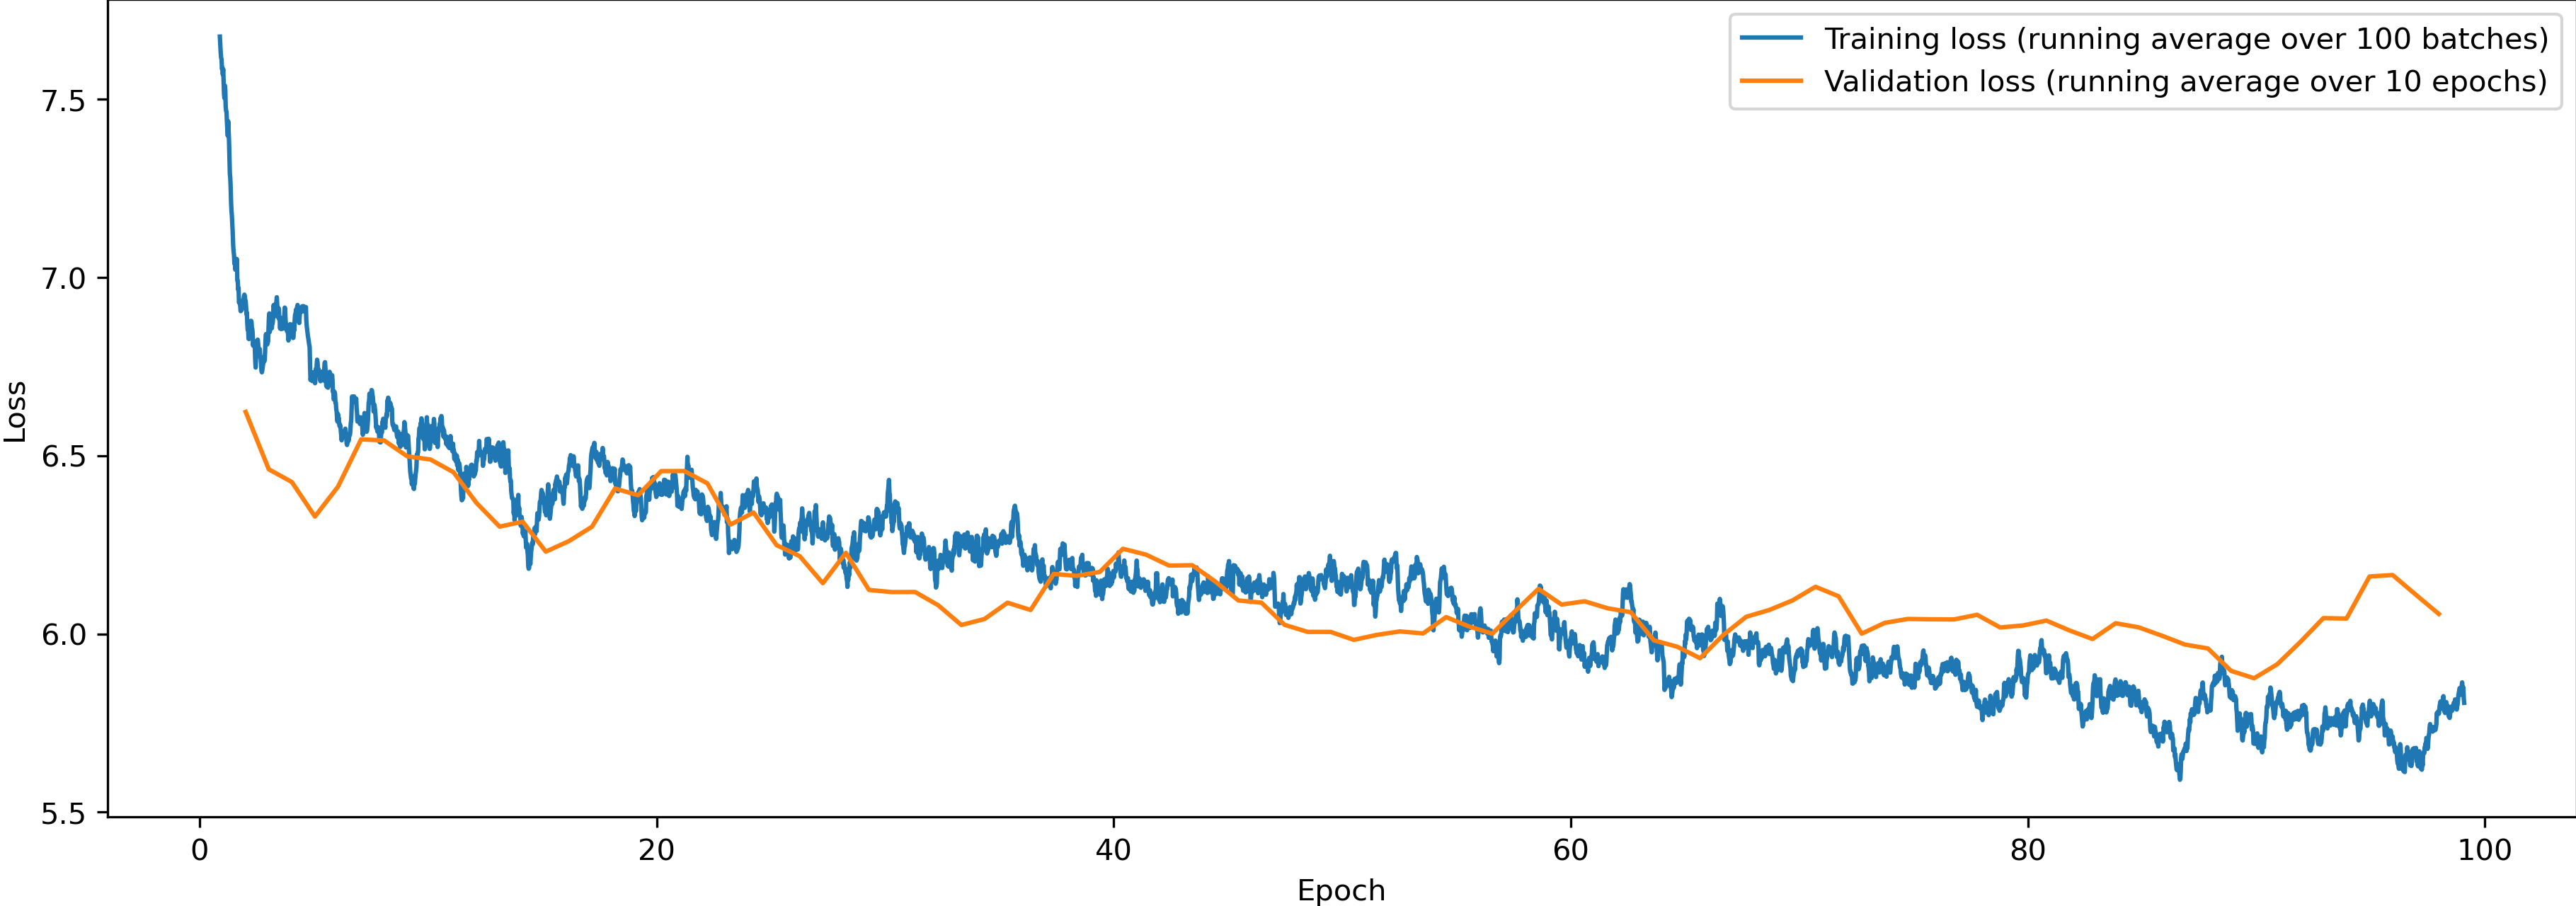 Training loss (running average over 100 batches)
Validation loss (running average over 10 epochs)
7.5
7.0
6.5
6.0
5.5
Loss
0 20 40 60 80 100
Epoch